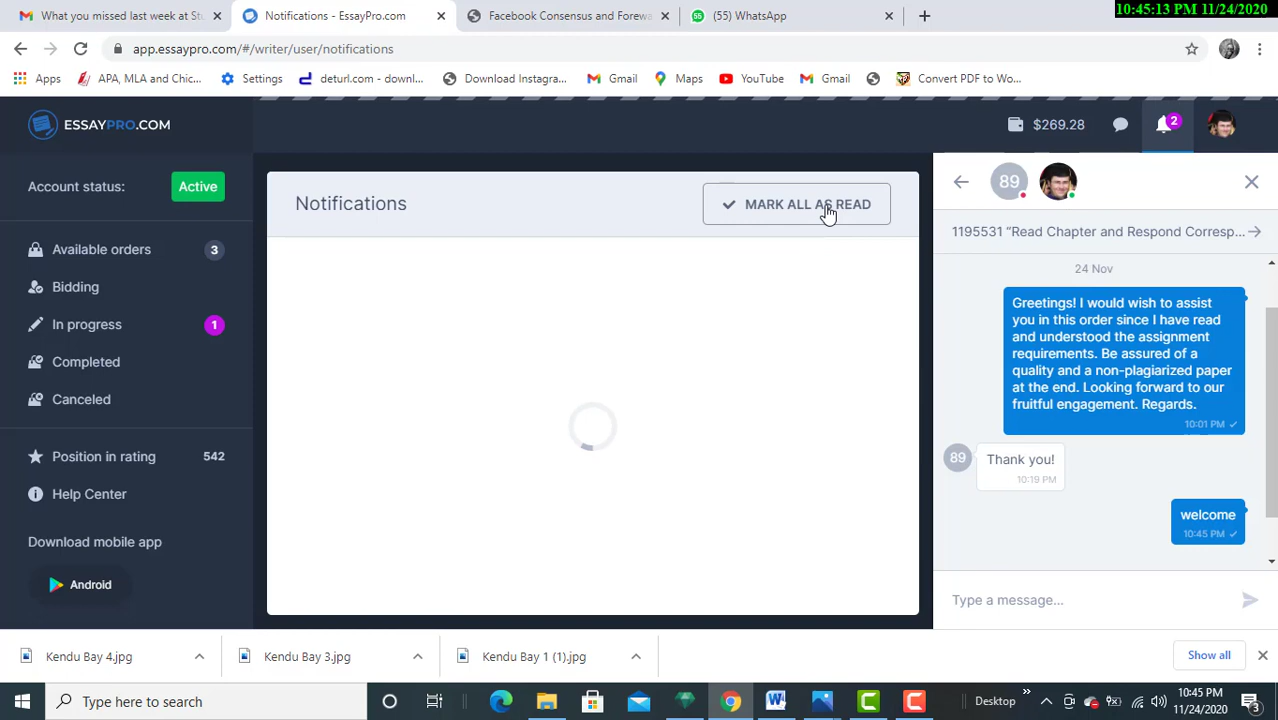 What you missed last week at St
Notifications - EssayPro.com
Facebook Consensus and Forewa
(55) WhatsApp
10:45:13 PM 11/24/2020
app.essaypro.com/#/writer/user/notifications
Apps
APA, MLA and Chic...
Settings
deturl.com - downl...
Download Instagra...
Gmail
Maps
YouTube
Gmail
Convert PDF to Wo...
ESSAYPRO.COM
$269.28
2
Account status:
Active
Available orders
3
Bidding
In progress
1
Completed
Canceled
Position in rating
542
Help Center
Download mobile app
Android
Notifications
MARK ALL AS READ
89
1195531 "Read Chapter and Respond Corresp...
24 Nov
Greetings! I would wish to assist
you in this order since I have read
and understood the assignment
requirements. Be assured of a
quality and a non-plagiarized paper
at the end. Looking forward to our
fruitful engagement. Regards.
10:01 PM
89
Thank you!
10:19 PM
welcome
10:45 PM
Type a message...
Kendu Bay 4.jpg
Kendu Bay 3.jpg
Kendu Bay 1 (1).jpg
Show all
Type here to search
Desktop
10:45 PM
11/24/2020
3